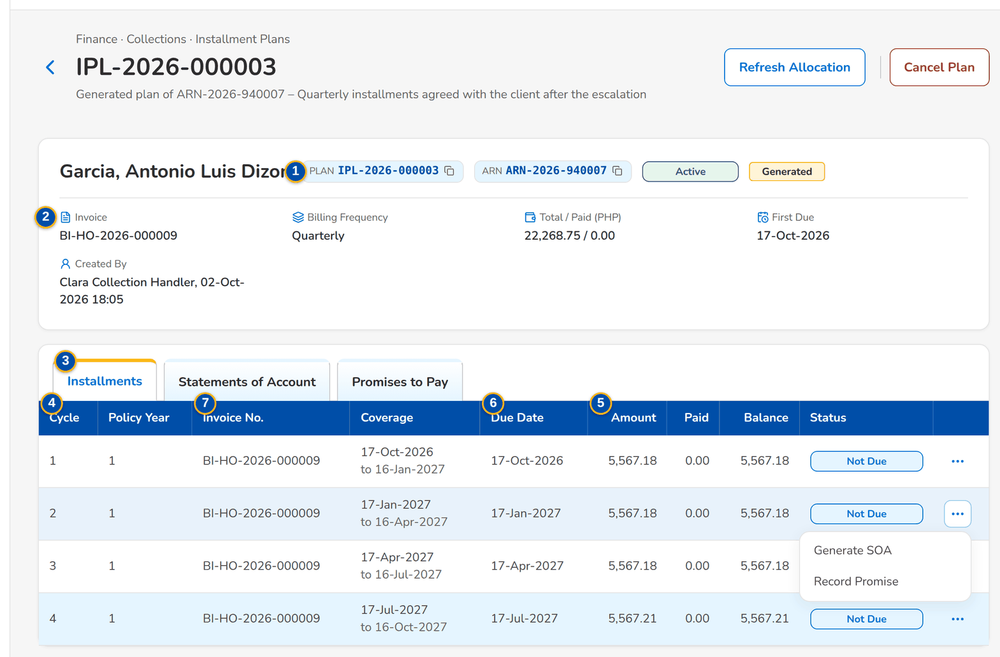 Finance · Collections · Installment Plans
IPL-2026-000003
Generated plan of ARN-2026-940007 – Quarterly installments agreed with the client after the escalation
Refresh Allocation
Cancel Plan
Garcia, Antonio Luis Dizon
1
PLAN IPL-2026-000003
ARN ARN-2026-940007
Active
Generated
2
Invoice
BI-HO-2026-000009
Billing Frequency
Quarterly
Total / Paid (PHP)
22,268.75 / 0.00
First Due
17-Oct-2026
Created By
Clara Collection Handler, 02-Oct-
2026 18:05
3
Installments
Statements of Account
Promises to Pay
4 7 6 5
Cycle Policy Year Invoice No. Coverage Due Date Amount Paid Balance Status
1 1 BI-HO-2026-000009 17-Oct-2026 17-Oct-2026 5,567.18 0.00 5,567.18 Not Due ...
to 16-Jan-2027
2 1 BI-HO-2026-000009 17-Jan-2027 17-Jan-2027 5,567.18 0.00 5,567.18 Not Due ...
to 16-Apr-2027
3 1 BI-HO-2026-000009 17-Apr-2027 17-Apr-2027 5,567.18 0.00 5,567.18
to 16-Jul-2027
Generate SOA
Record Promise
4 1 BI-HO-2026-000009 17-Jul-2027 17-Jul-2027 5,567.21 0.00 5,567.21 Not Due ...
to 16-Oct-2027